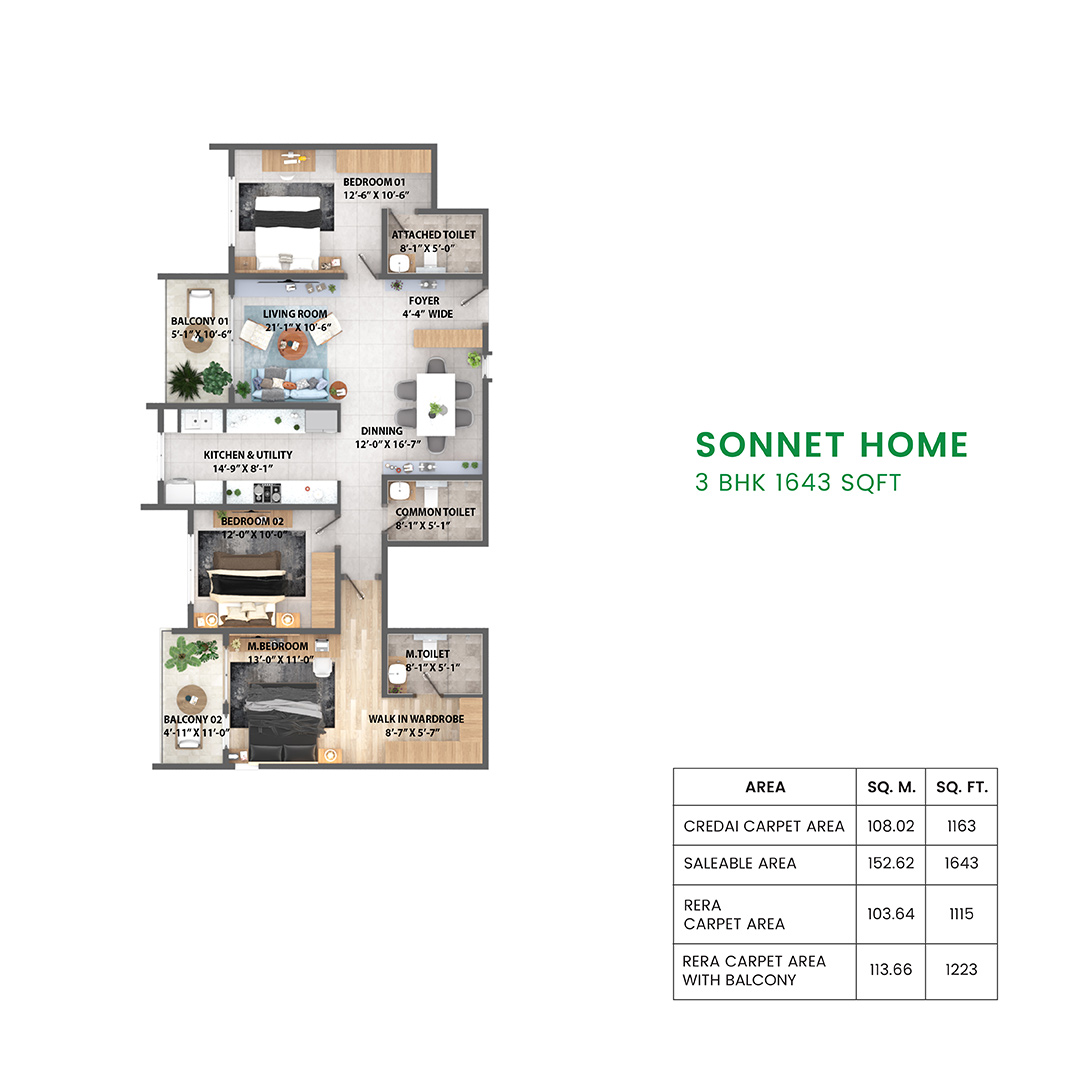 BEDROOM 01
12'-6" X 10'-6"
ATTACHED TOILET
8'-1" X 5'-0"
FOYER
4'-4" WIDE
LIVING ROOM
21'-1" X 10'-6"
BALCONY 01
5'-1" X 10'-6"
DINNING
12'-0" X 16'-7"
KITCHEN & UTILITY
14'-9" X 8'-1"
COMMON TOILET
8'-1" X 5'-1"
BEDROOM 02
12'-0" X 10'-0"
M.BEDROOM
13'-0" X 11'-0"
M.TOILET
8'-1" X 5'-1"
BALCONY 02
4'-11" X 11'-0"
WALK IN WARDROBE
8'-7" X 5'-7"
SONNET HOME
3 BHK 1643 SQFT
AREA SQ. M. SQ. FT.
CREDAI CARPET AREA 108.02 1163
SALEABLE AREA 152.62 1643
RERA
CARPET AREA 103.64 1115
RERA CARPET AREA
WITH BALCONY 113.66 1223